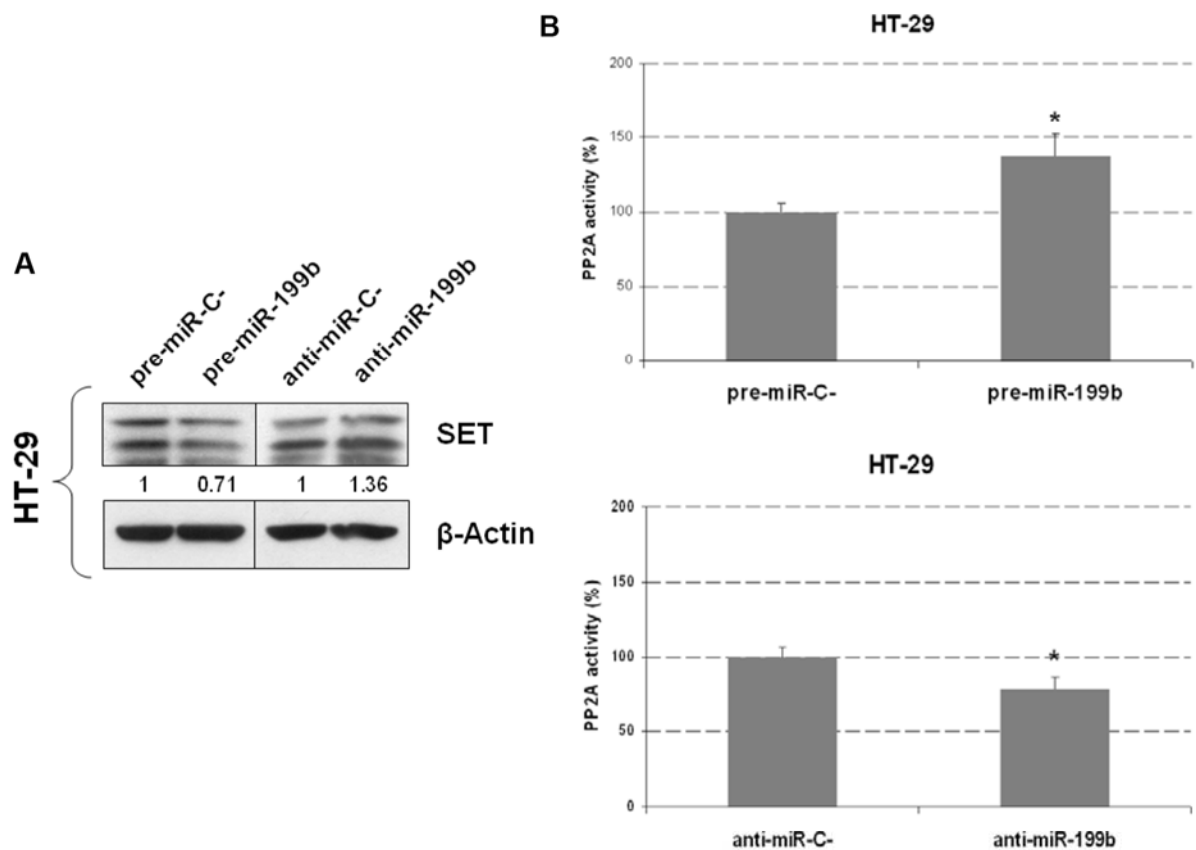 A
pre-miR-C-
pre-miR-199b
anti-miR-C-
anti-miR-199b
HT-29
SET
1 0.71 1 1.36
β-Actin
B
HT-29
PP2A activity (%)
200
150
100
50
0
*
pre-miR-C- pre-miR-199b
HT-29
PP2A activity (%)
200
150
100
50
0
*
anti-miR-C- anti-miR-199b